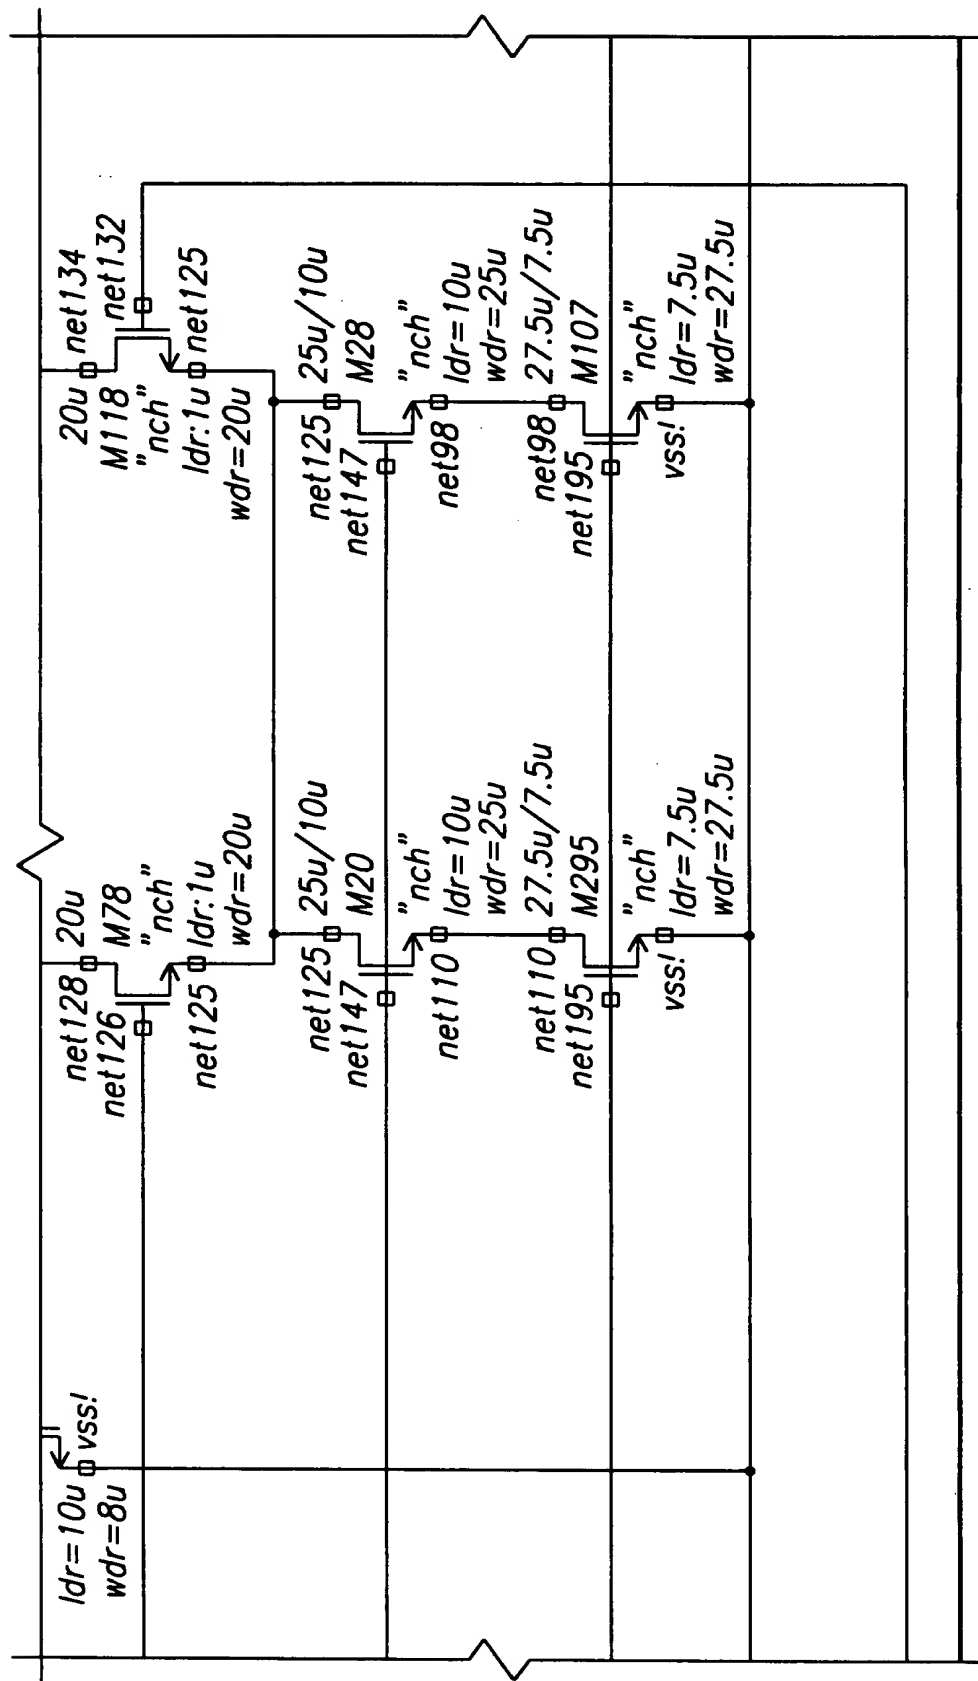 ldr=10u
wdr=8u
vss!
net128
20u
net126
M78
"nch"
net125
ldr:1u
wdr=20u
20u
net134
M118
net132
"nch"
ldr:1u
net125
wdr=20u
net125
25u/10u
net147
M20
"nch"
net110
ldr=10u
wdr=25u
net110
27.5u/7.5u
net195
M295
"nch"
vss!
ldr=7.5u
wdr=27.5u
net125
25u/10u
net147
M28
"nch"
net98
ldr=10u
wdr=25u
net98
27.5u/7.5u
net195
M107
"nch"
vss!
ldr=7.5u
wdr=27.5u